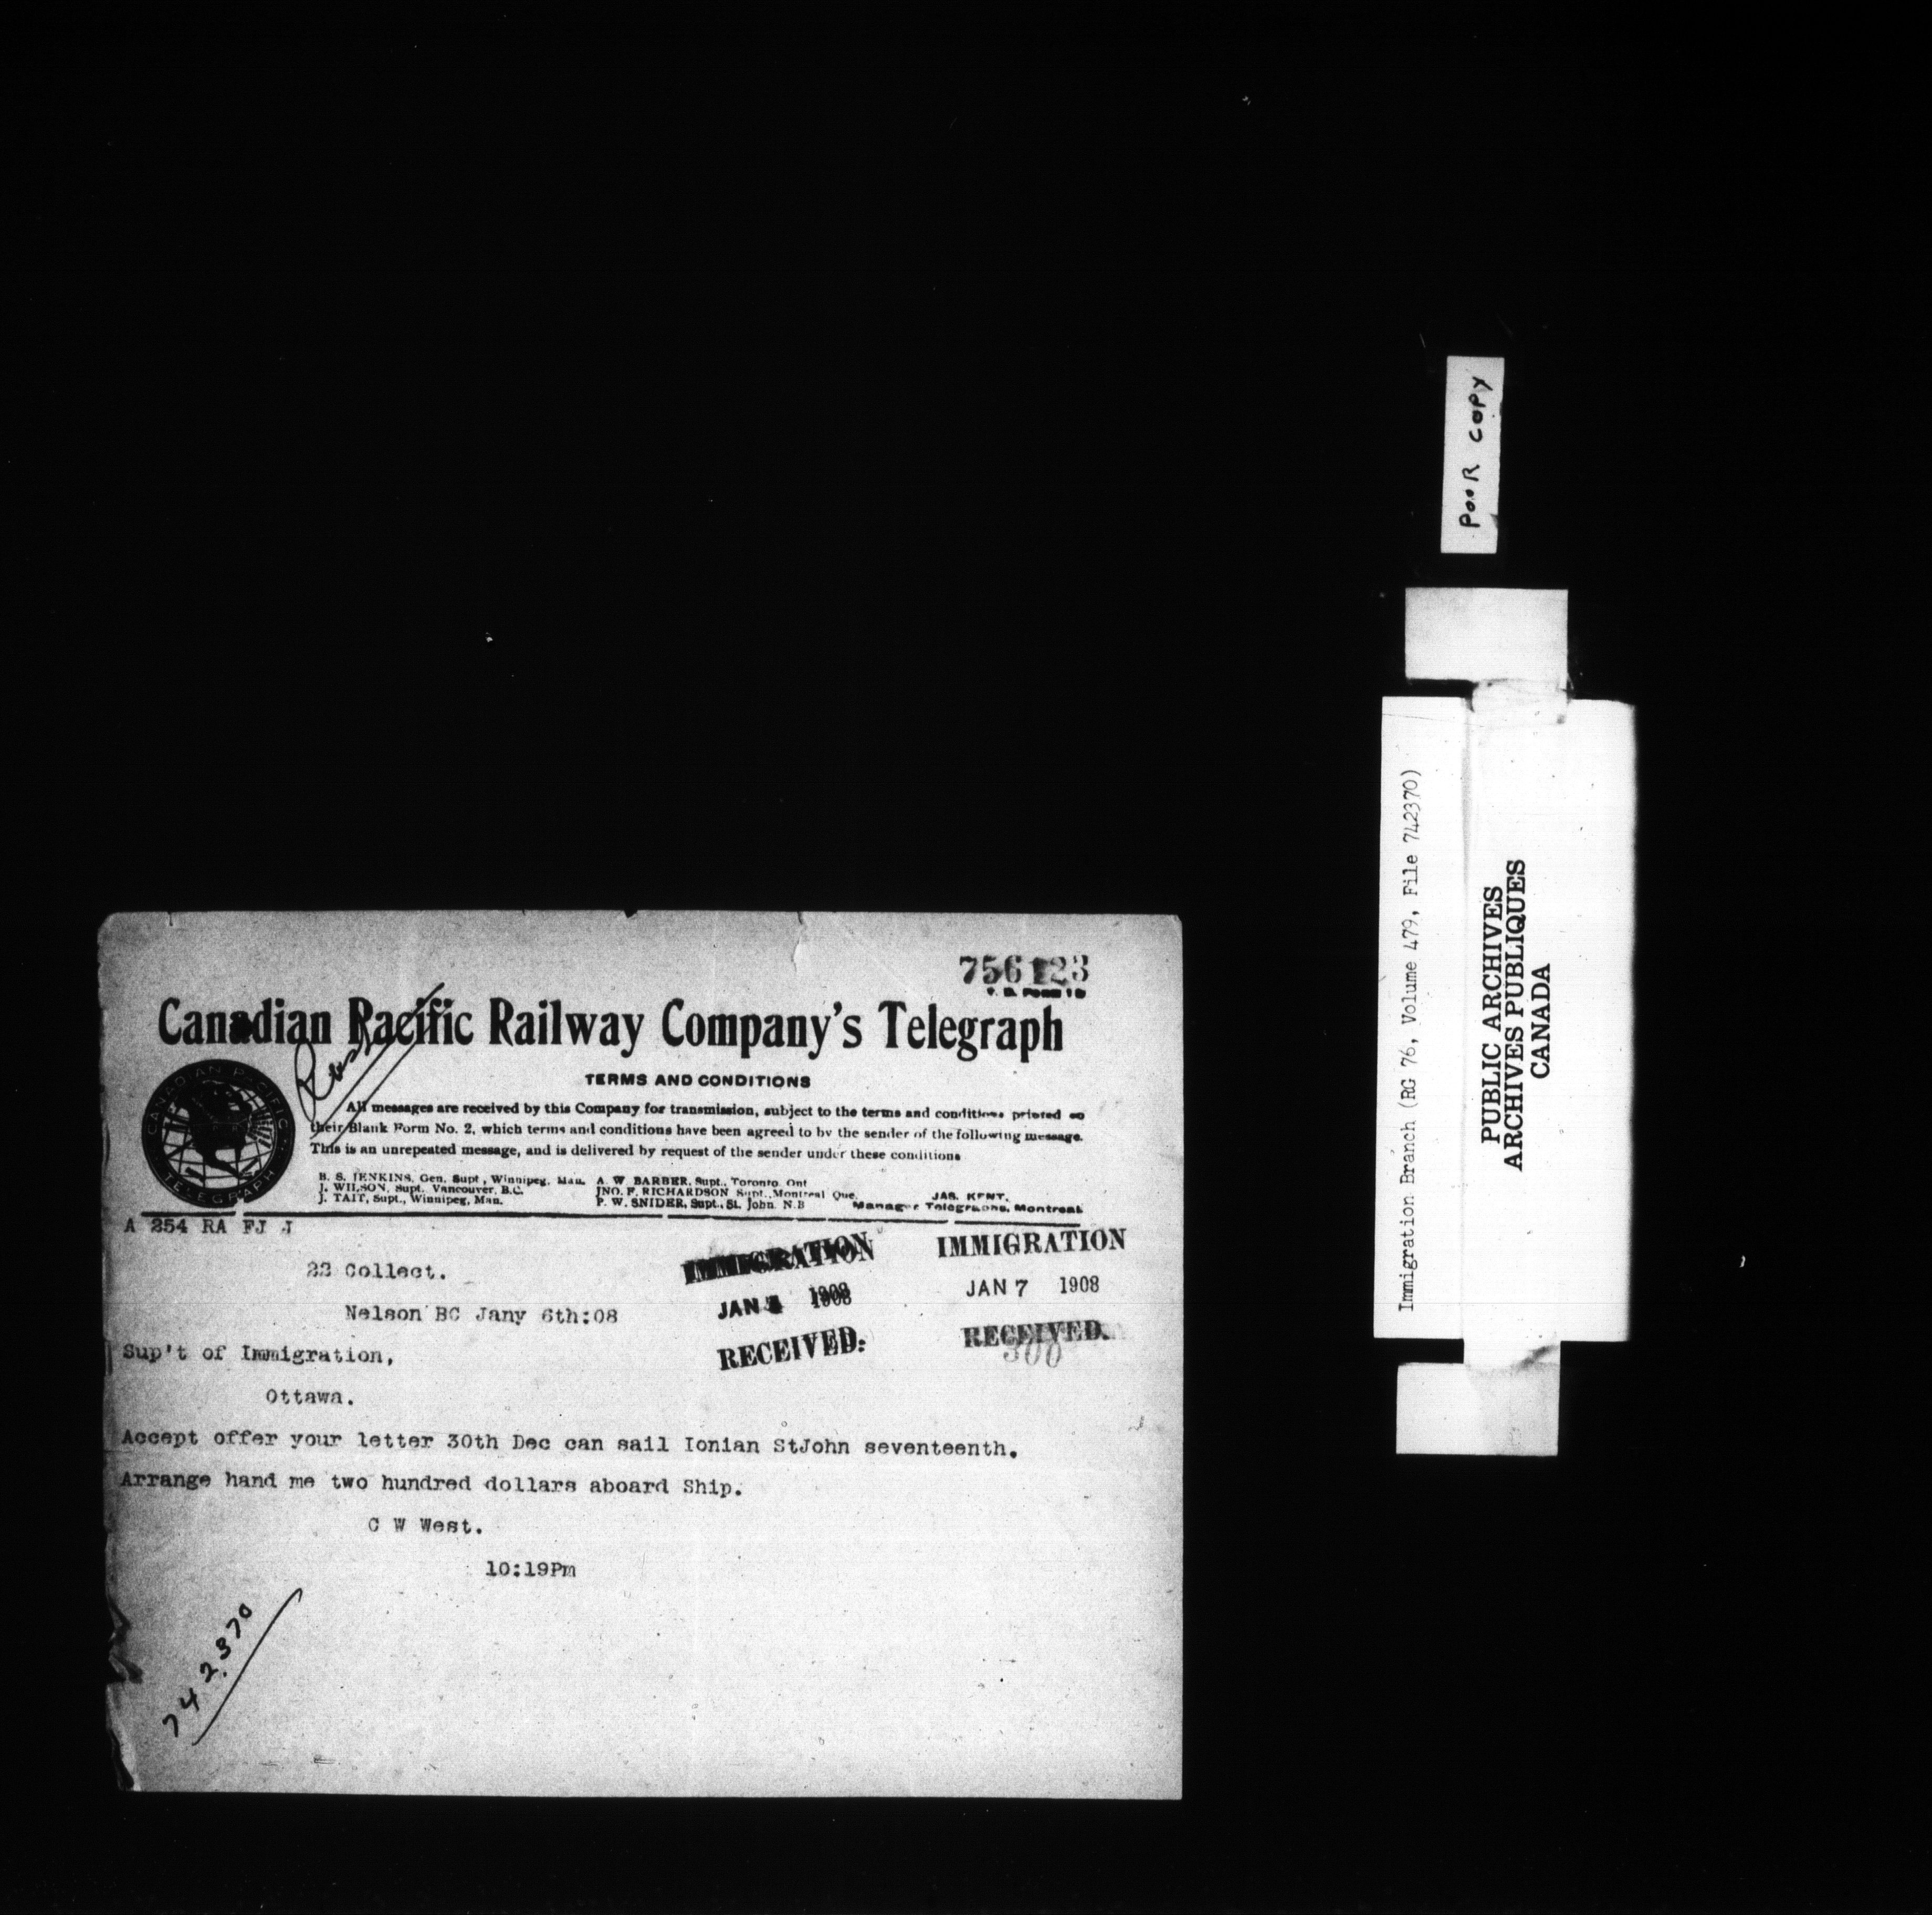 756123
Canadian Pacific Railway Company's Telegraph
CANADIAN PACIFIC
TELEGRAPH
TERMS AND CONDITIONS
All messages are received by this Company for transmission, subject to the terms and conditions printed on
their Blank Form No. 2, which terms and conditions have been agreed to by the sender of the following message.
This is an unrepeated message, and is delivered by request of the sender under these conditions
B. S. JENKINS, Gen. Supt., Winnipeg, Man.
J. WILSON, Supt. Vancouver, B.C.
J. TAIT, Supt., Winnipeg, Man.
A. W. BARBER, Supt., Toronto, Ont
JNO. F. RICHARDSON Supt., Montreal Que.
P. W. SNIDER, Supt., St. John. N.B
JAS. KENT,
Manager Telegraphs, Montreal
A 254 RA FJ J
22 Collect.
Nelson BC Jany 6th:08
IMMIGRATION
JAN 1908
RECEIVED.
IMMIGRATION
JAN 7 1908
RECEIVED.
300
Sup't of Immigration,
Ottawa.
Accept offer your letter 30th Dec can sail Ionian StJohn seventeenth.
Arrange hand me two hundred dollars aboard Ship.
C W West.
10:19Pm
742370
POOR COPY
Immigration Branch (RG 76, Volume 479, File 742370)
PUBLIC ARCHIVES
ARCHIVES PUBLIQUES
CANADA